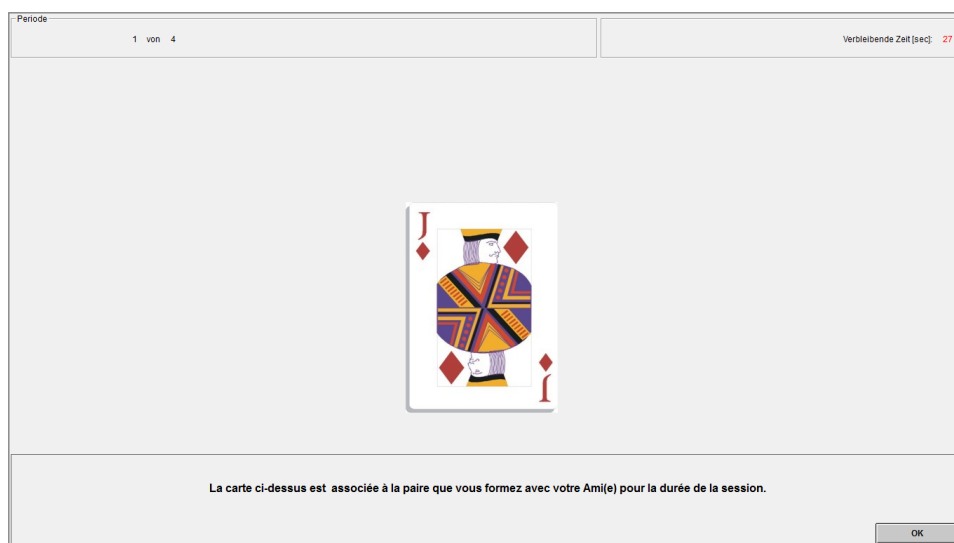 Periode
1 von 4
Verbleibende Zeit [sec]: 27
J
J
La carte ci-dessus est associée à la paire que vous formez avec votre Ami(e) pour la durée de la session.
OK